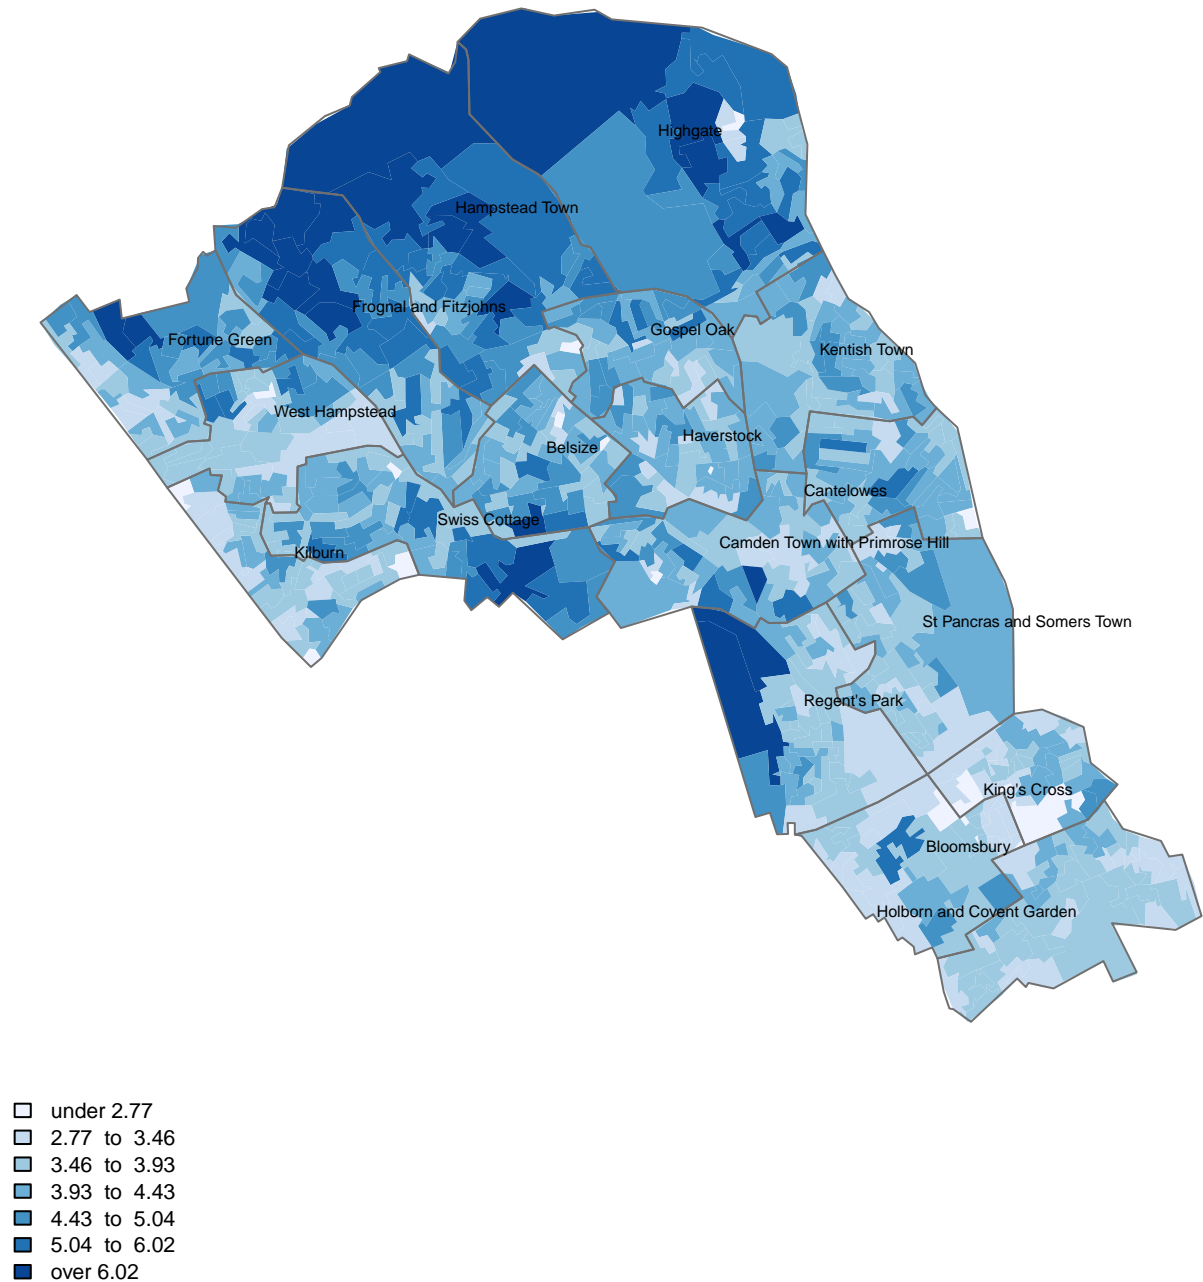 Highgate
Hampstead Town
Frognal and Fitzjohns
Gospel Oak
Fortune Green
Kentish Town
West Hampstead
Haverstock
Belsize
Cantelowes
Swiss Cottage
Camden Town with Primrose Hill
Kilburn
St Pancras and Somers Town
Regent's Park
King's Cross
Bloomsbury
Holborn and Covent Garden
under 2.77
2.77 to 3.46
3.46 to 3.93
3.93 to 4.43
4.43 to 5.04
5.04 to 6.02
over 6.02